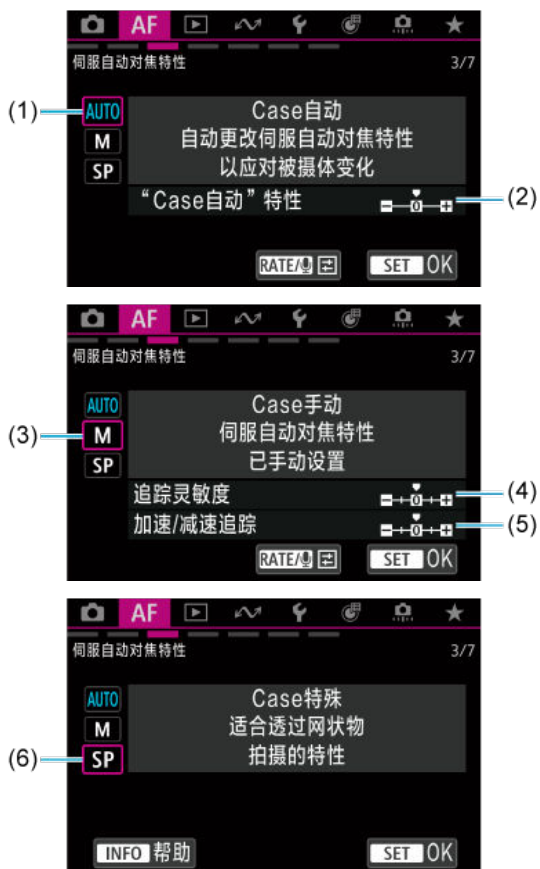 AF
伺服自动对焦特性 3/7
(1) AUTO
M
SP
Case自动
自动更改伺服自动对焦特性
以应对被摄体变化
“Case自动”特性 0 (2)
RATE/ SET OK
AF
伺服自动对焦特性 3/7
AUTO
(3) M
SP
Case手动
伺服自动对焦特性
已手动设置
追踪灵敏度 0 (4)
加速/减速追踪 0 (5)
RATE/ SET OK
AF
伺服自动对焦特性 3/7
AUTO
M
(6) SP
Case特殊
适合透过网状物
拍摄的特性
INFO 帮助 SET OK